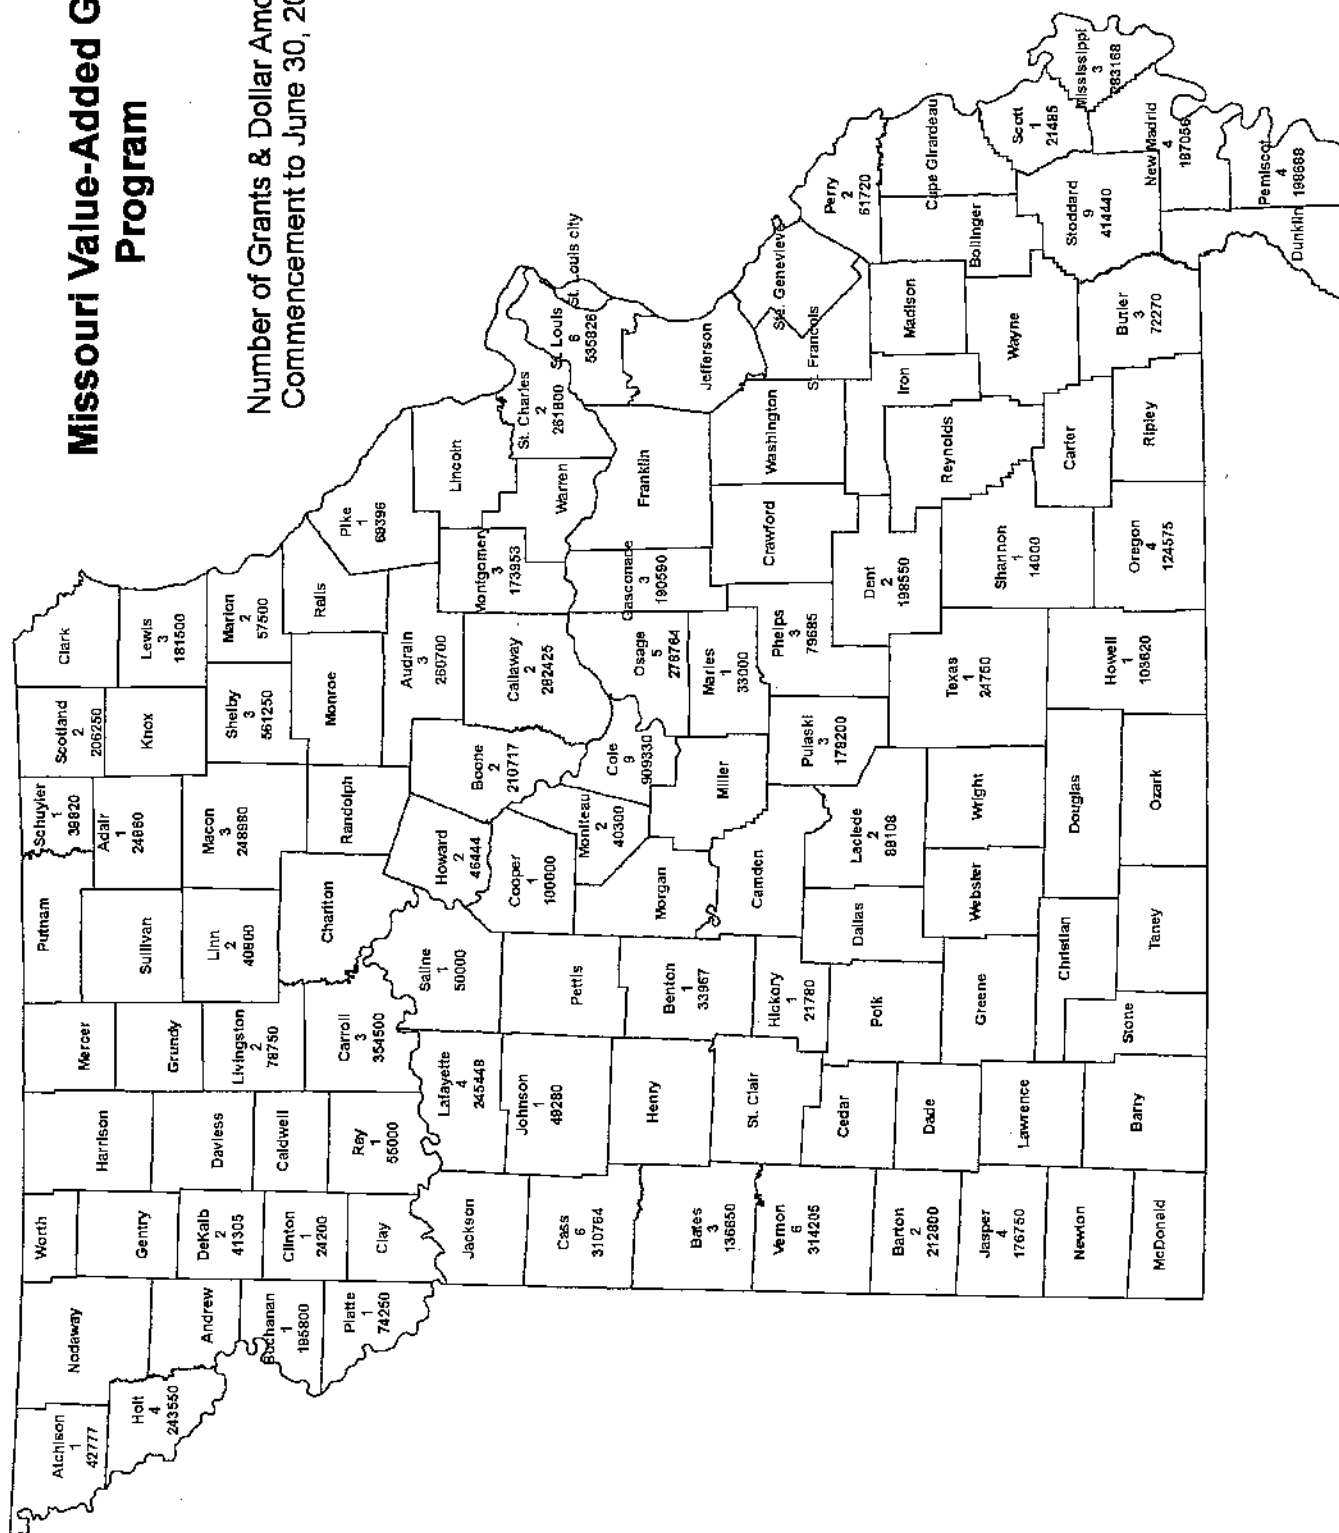 Missouri Value-Added G
Program
Number of Grants & Dollar Amo
Commencement to June 30, 20
Atchison
1
42777
Nodaway
Worth
Harrison
Mercer
Putnam
Schuyler
1
39820
Scotland
2
206250
Clark
Holt
4
243550
Andrew
Gentry
DeKalb
2
41305
Daviess
Grundy
Sullivan
Adair
1
Knox
Lewis
3
181500
Buchanan
1
195800
Clinton
1
24200
Caldwell
Livingston
2
78750
Linn
2
Macon
3
Shelby
3
561250
Marion
2
57500
Platte
1
74250
Clay
Ray
1
55000
Carroll
3
354500
Chariton
Randolph
Monroe
Ralls
Pike
1
69396
Jackson
Lafayette
4
245448
Saline
1
50000
Howard
2
46444
Boone
2
210717
Audrain
3
260700
Callaway
2
282425
Montgomery
3
173953
Lincoln
Warren
St. Charles
2
261800
St. Louis
6
535826
St. Louis city
Cass
6
310764
Johnson
1
49280
Pettis
Cooper
1
100000
Moniteau
2
40300
Cole
9
909330
Osage
5
278764
Gasconade
3
190590
Franklin
Jefferson
Bates
3
136650
Henry
Benton
1
33967
Morgan
Miller
Maries
1
33000
Crawford
Washington
St. Francois
Ste. Genevieve
Perry
2
61720
Vernon
6
314205
St. Clair
Hickory
1
21780
Camden
Pulaski
3
178200
Phelps
3
79685
Dent
2
198550
Iron
Madison
Bollinger
Cape Girardeau
Barton
2
212800
Cedar
Polk
Dallas
Laclede
2
88108
Texas
1
24750
Reynolds
Wayne
Stoddard
9
414440
Scott
1
21485
Mississippi
3
283168
Jasper
4
176750
Dade
Greene
Webster
Wright
Shannon
1
14000
Carter
Butler
3
72270
New Madrid
4
187056
Newton
Lawrence
Christian
Douglas
Howell
1
103620
Oregon
4
124575
Ripley
Dunklin
Pemiscot
4
198688
McDonald
Barry
Stone
Taney
Ozark